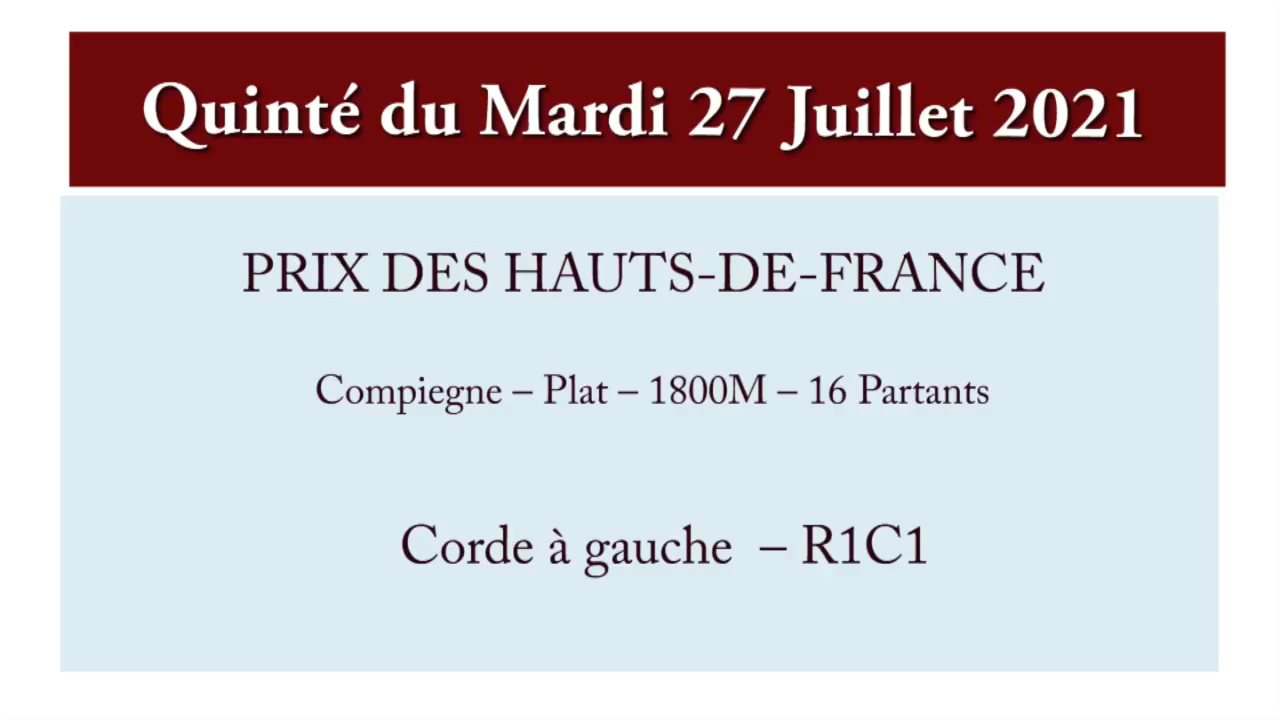 Quinté du Mardi 27 Juillet 2021
PRIX DES HAUTS-DE-FRANCE
Compiegne – Plat – 1800M – 16 Partants
Corde à gauche – R1C1